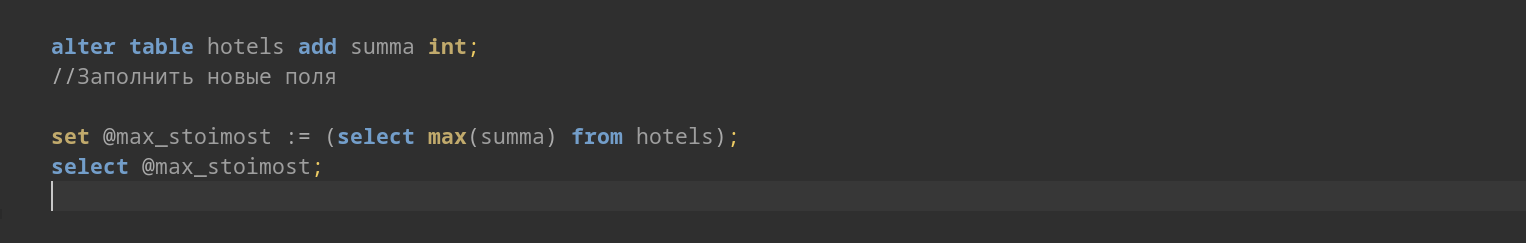 alter table hotels add summa int;
//Заполнить новые поля
set @max_stoimost := (select max(summa) from hotels);
select @max_stoimost;